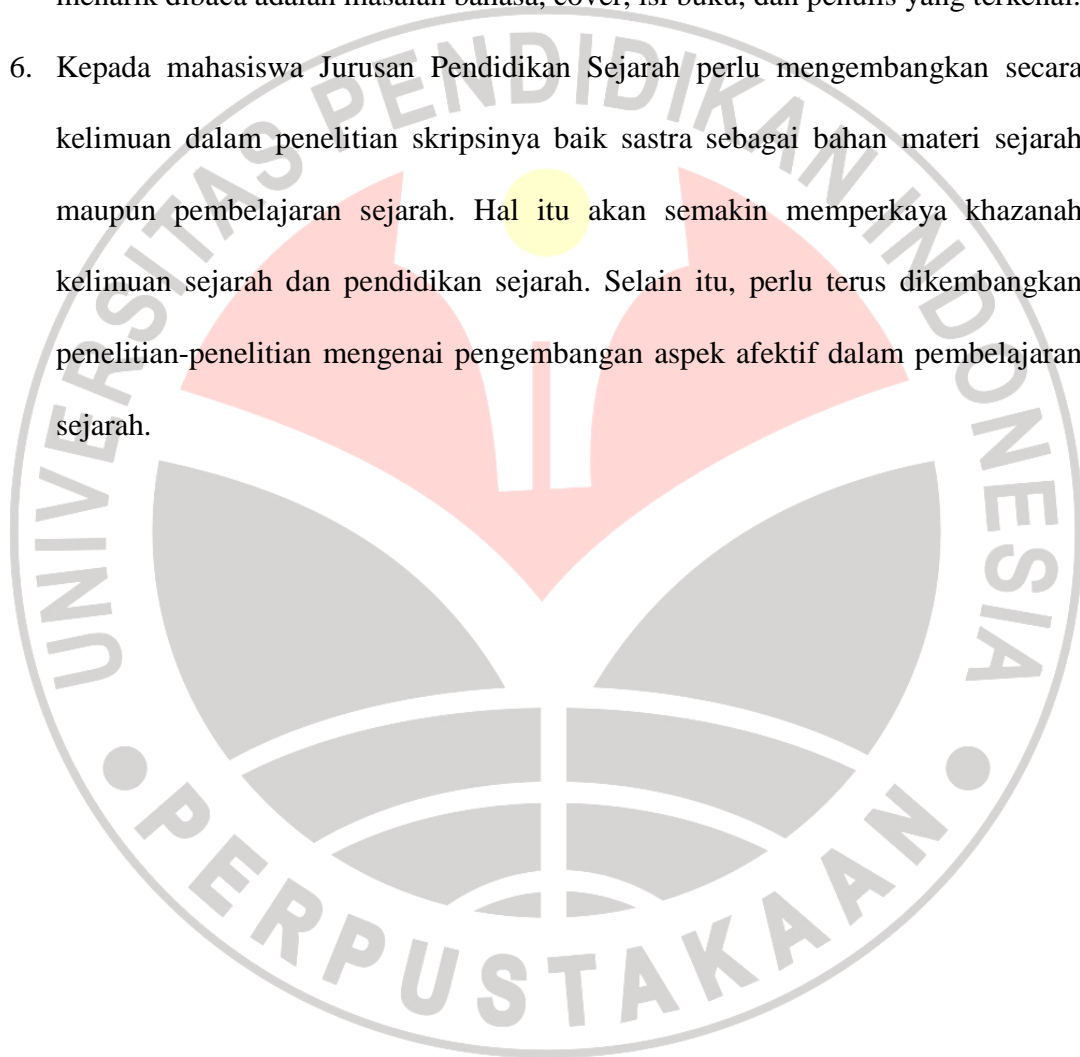 menarik dibaca adalah masalah bahasa, cover, isi buku, dan penulis yang terkenal.
6. Kepada mahasiswa Jurusan Pendidikan Sejarah perlu mengembangkan secara
kelimuan dalam penelitian skripsinya baik sastra sebagai bahan materi sejarah
maupun pembelajaran sejarah. Hal itu akan semakin memperkaya khazanah
kelimuan sejarah dan pendidikan sejarah. Selain itu, perlu terus dikembangkan
penelitian-penelitian mengenai pengembangan aspek afektif dalam pembelajaran
sejarah.
UNIVERSITAS PENDIDIKAN INDONESIA
PERPUSTAKAAN